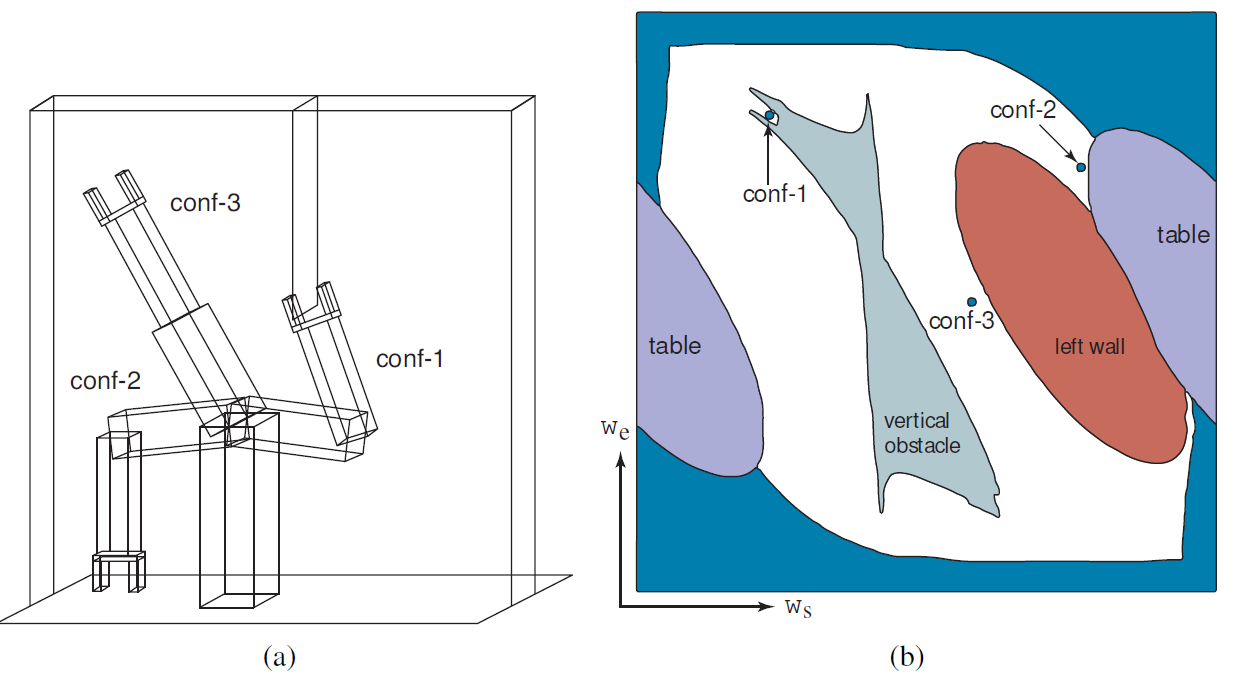 conf-3
conf-1
conf-2
(a)
conf-2
conf-1
table
conf-3
table
left wall
vertical
obstacle
we
ws
(b)